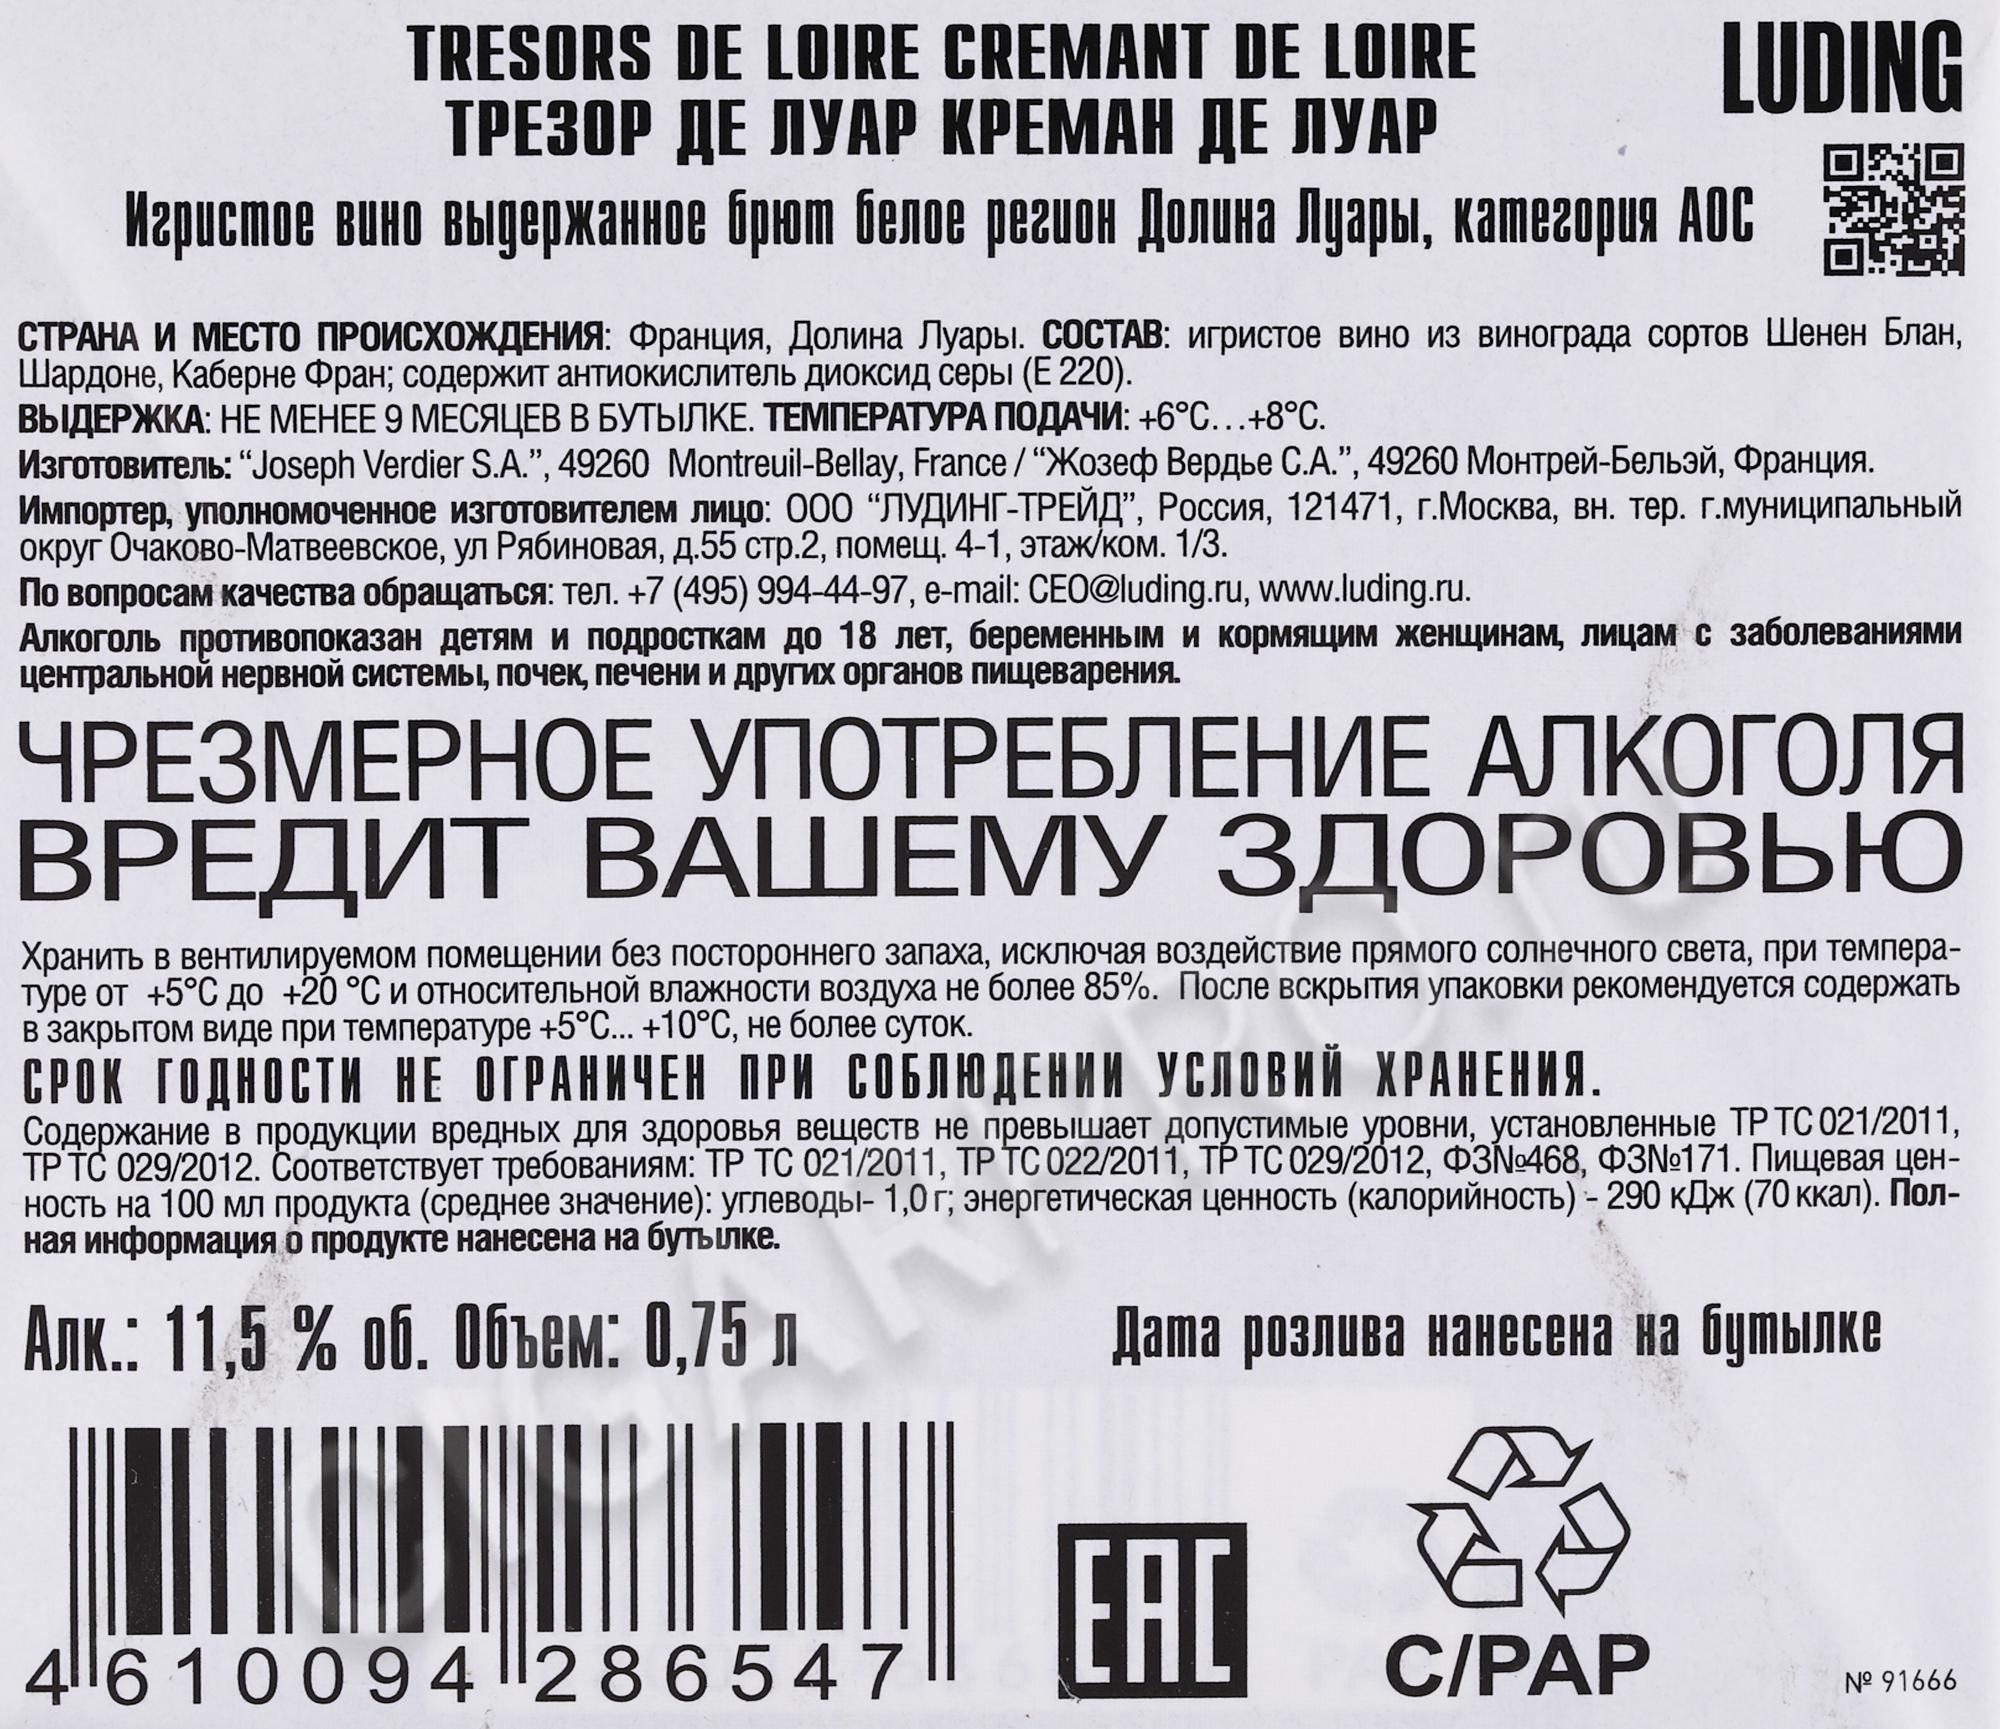 TRESORS DE LOIRE CREMANT DE LOIRE
LUDING
ТРЕЗОР ДЕ ЛУАР КРЕМАН ДЕ ЛУАР
Игристое вино выдержанное брют белое регион Долина Луары, категория АОС
СТРАНА И МЕСТО ПРОИСХОЖДЕНИЯ: Франция, Долина Луары. СОСТАВ: игристое вино из винограда сортов Шенен Блан,
Шардоне, Каберне Фран; содержит антиокислитель диоксид серы (Е 220).
ВЫДЕРЖКА: НЕ МЕНЕЕ 9 МЕСЯЦЕВ В БУТЫЛКЕ. ТЕМПЕРАТУРА ПОДАЧИ: +6°C...+8°C.
Изготовитель: “Joseph Verdier S.A.”, 49260 Montreuil-Bellay, France / “Жозеф Вердье С.А.”, 49260 Монтрей-Бельэй, Франция.
Импортер, уполномоченное изготовителем лицо: ООО “ЛУДИНГ-ТРЕЙД”, Россия, 121471, г.Москва, вн. тер. г.муниципальный
округ Очаково-Матвеевское, ул Рябиновая, д.55 стр.2, помещ. 4-1, этаж/ком. 1/3.
По вопросам качества обращаться: тел. +7 (495) 994-44-97, e-mail: CEO@luding.ru, www.luding.ru.
Алкоголь противопоказан детям и подросткам до 18 лет, беременным и кормящим женщинам, лицам с заболеваниями
центральной нервной системы, почек, печени и других органов пищеварения.
ЧРЕЗМЕРНОЕ УПОТРЕБЛЕНИЕ АЛКОГОЛЯ
ВРЕДИТ ВАШЕМУ ЗДОРОВЬЮ
Хранить в вентилируемом помещении без постороннего запаха, исключая воздействие прямого солнечного света, при темпера-
туре от +5°C до +20 °C и относительной влажности воздуха не более 85%. После вскрытия упаковки рекомендуется содержать
в закрытом виде при температуре +5°C... +10°C, не более суток.
СРОК ГОДНОСТИ НЕ ОГРАНИЧЕН ПРИ СОБЛЮДЕНИИ УСЛОВИЙ ХРАНЕНИЯ.
Содержание в продукции вредных для здоровья веществ не превышает допустимые уровни, установленные ТР ТС 021/2011,
ТР ТС 029/2012. Соответствует требованиям: ТР ТС 021/2011, ТР ТС 022/2011, ТР ТС 029/2012, ФЗ№468, ФЗ№171. Пищевая цен-
ность на 100 мл продукта (среднее значение): углеводы- 1,0 г; энергетическая ценность (калорийность) - 290 кДж (70 ккал). Пол-
ная информация о продукте нанесена на бутылке.
Алк.: 11,5 % об. Объем: 0,75 л
Дата розлива нанесена на бутылке
4 610094 286547
EAC
C/PAP
№ 91666
CIGARPRO.ru